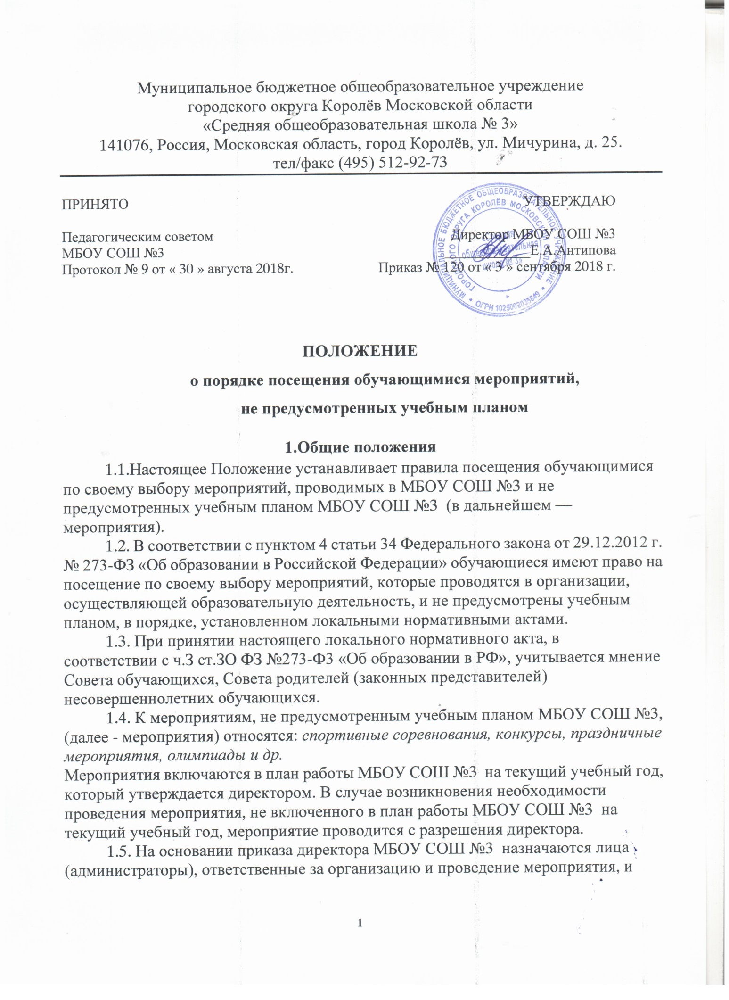 Муниципальное бюджетное общеобразовательное учреждение
городского округа Королёв Московской области
«Средняя общеобразовательная школа № 3»
141076, Россия, Московская область, город Королёв, ул. Мичурина, д. 25.
тел/факс (495) 512-92-73
ПРИНЯТО
Педагогическим советом
МБОУ СОШ №3
Протокол № 9 от « 30 » августа 2018г.
УТВЕРЖДАЮ
Директор МБОУ СОШ №3
____________Е.А.Антипова
Приказ № 120 от « 3 » сентября 2018 г.
МУНИЦИПАЛЬНОЕ БЮДЖЕТНОЕ ОБЩЕОБРАЗОВАТЕЛЬНОЕ УЧРЕЖДЕНИЕ * ОГРН 1025002035849 *
ГОРОДСКОГО ОКРУГА КОРОЛЁВ МОСКОВСКОЙ ОБЛАСТИ *
«Средняя
общеобразовательная
школа № 3»
ПОЛОЖЕНИЕ
о порядке посещения обучающимися мероприятий,
не предусмотренных учебным планом
1.Общие положения
1.1.Настоящее Положение устанавливает правила посещения обучающимися
по своему выбору мероприятий, проводимых в МБОУ СОШ №3 и не
предусмотренных учебным планом МБОУ СОШ №3 (в дальнейшем —
мероприятия).
1.2. В соответствии с пунктом 4 статьи 34 Федерального закона от 29.12.2012 г.
№ 273-ФЗ «Об образовании в Российской Федерации» обучающиеся имеют право на
посещение по своему выбору мероприятий, которые проводятся в организации,
осуществляющей образовательную деятельность, и не предусмотрены учебным
планом, в порядке, установленном локальными нормативными актами.
1.3. При принятии настоящего локального нормативного акта, в
соответствии с ч.З ст.ЗО ФЗ №273-ФЗ «Об образовании в РФ», учитывается мнение
Совета обучающихся, Совета родителей (законных представителей)
несовершеннолетних обучающихся.
1.4. К мероприятиям, не предусмотренным учебным планом МБОУ СОШ №3,
(далее - мероприятия) относятся: спортивные соревнования, конкурсы, праздничные
мероприятия, олимпиады и др.
Мероприятия включаются в план работы МБОУ СОШ №3 на текущий учебный год,
который утверждается директором. В случае возникновения необходимости
проведения мероприятия, не включенного в план работы МБОУ СОШ №3 на
текущий учебный год, мероприятие проводится с разрешения директора.
1.5. На основании приказа директора МБОУ СОШ №3 назначаются лица
(администраторы), ответственные за организацию и проведение мероприятия, и
1